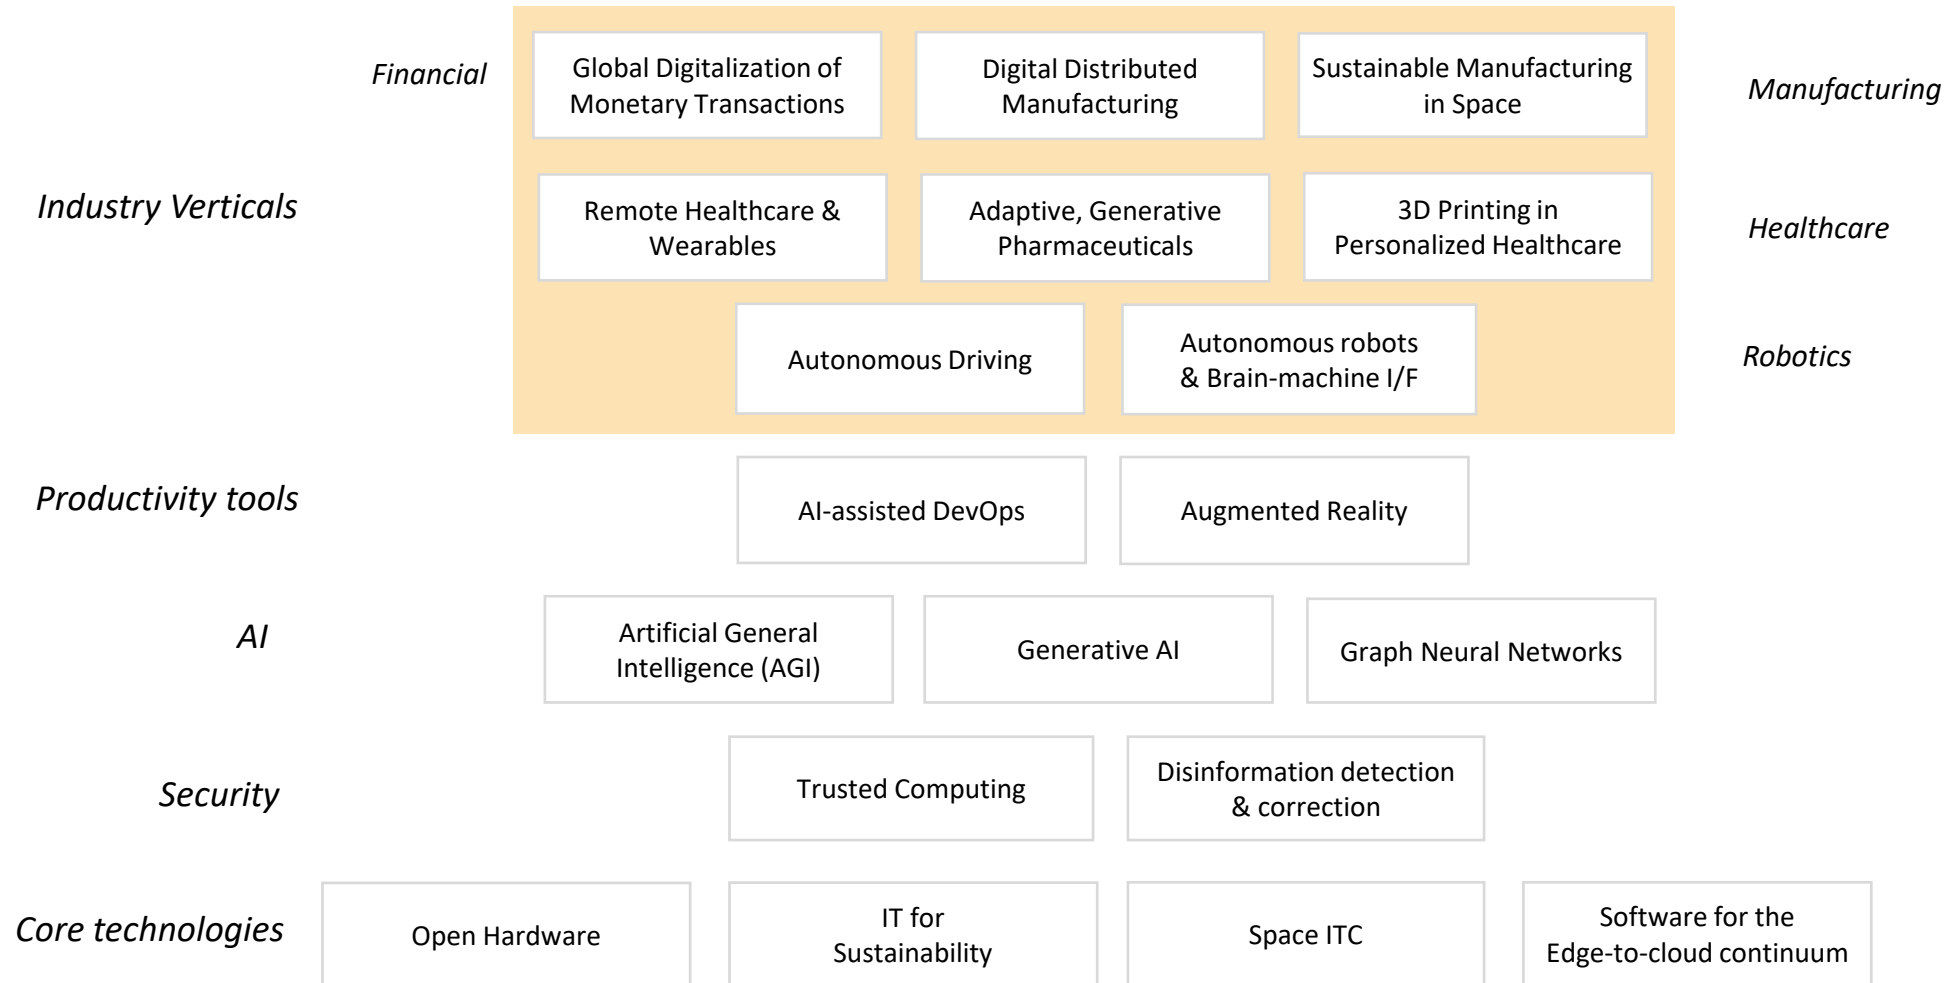 Financial
Global Digitalization of
Monetary Transactions
Digital Distributed
Manufacturing
Sustainable Manufacturing
in Space
Manufacturing
Industry Verticals
Remote Healthcare &
Wearables
Adaptive, Generative
Pharmaceuticals
3D Printing in
Personalized Healthcare
Healthcare
Autonomous Driving
Autonomous robots
& Brain-machine I/F
Robotics
Productivity tools
AI-assisted DevOps
Augmented Reality
AI
Artificial General
Intelligence (AGI)
Generative AI
Graph Neural Networks
Security
Trusted Computing
Disinformation detection
& correction
Core technologies
Open Hardware
IT for
Sustainability
Space ITC
Software for the
Edge-to-cloud continuum